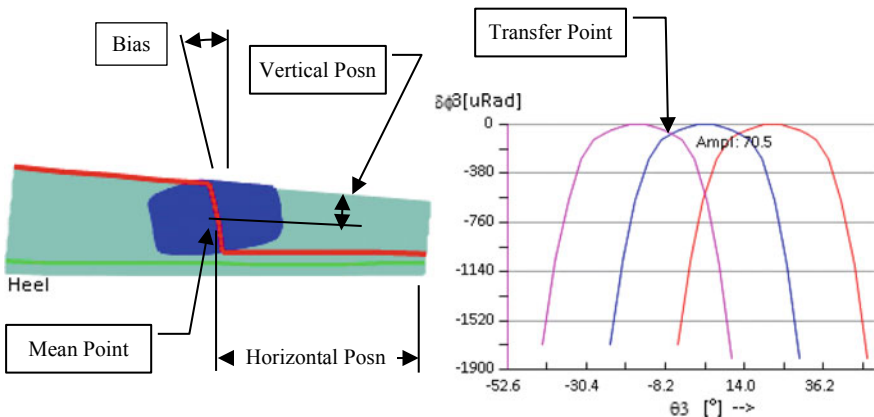 Bias
Vertical Posn
Heel
Mean Point
Horizontal Posn
Transfer Point
δϕ3[uRad]
Ampl: 70.5
0
-380
-760
-1140
-1520
-1900
-52.6 -30.4 -8.2 14.0 36.2
θ3 [°] -->